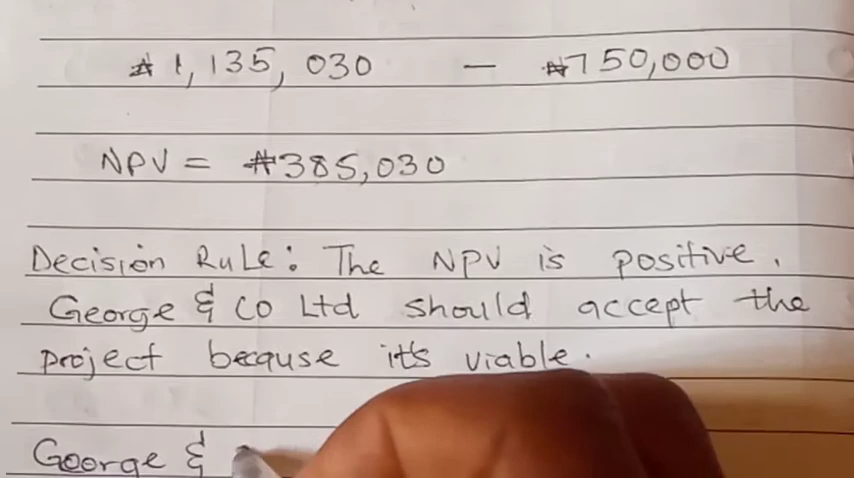 ₦1,135,030 — ₦750,000
NPV = ₦385,030
Decision Rule: The NPV is positive.
George & Co Ltd should accept the
project becquse it's viable.
George &